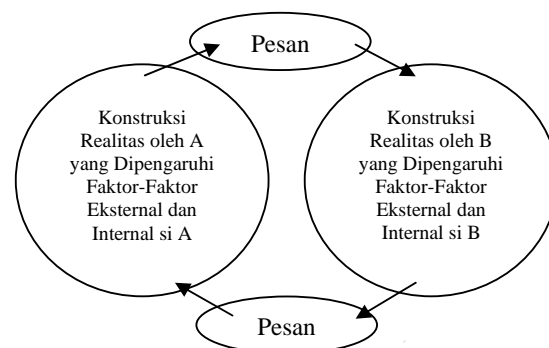 Pesan
Konstruksi
Realitas oleh A
yang Dipengaruhi
Faktor-Faktor
Eksternal dan
Internal si A
Konstruksi
Realitas oleh B
yang Dipengaruhi
Faktor-Faktor
Eksternal dan
Internal si B
Pesan